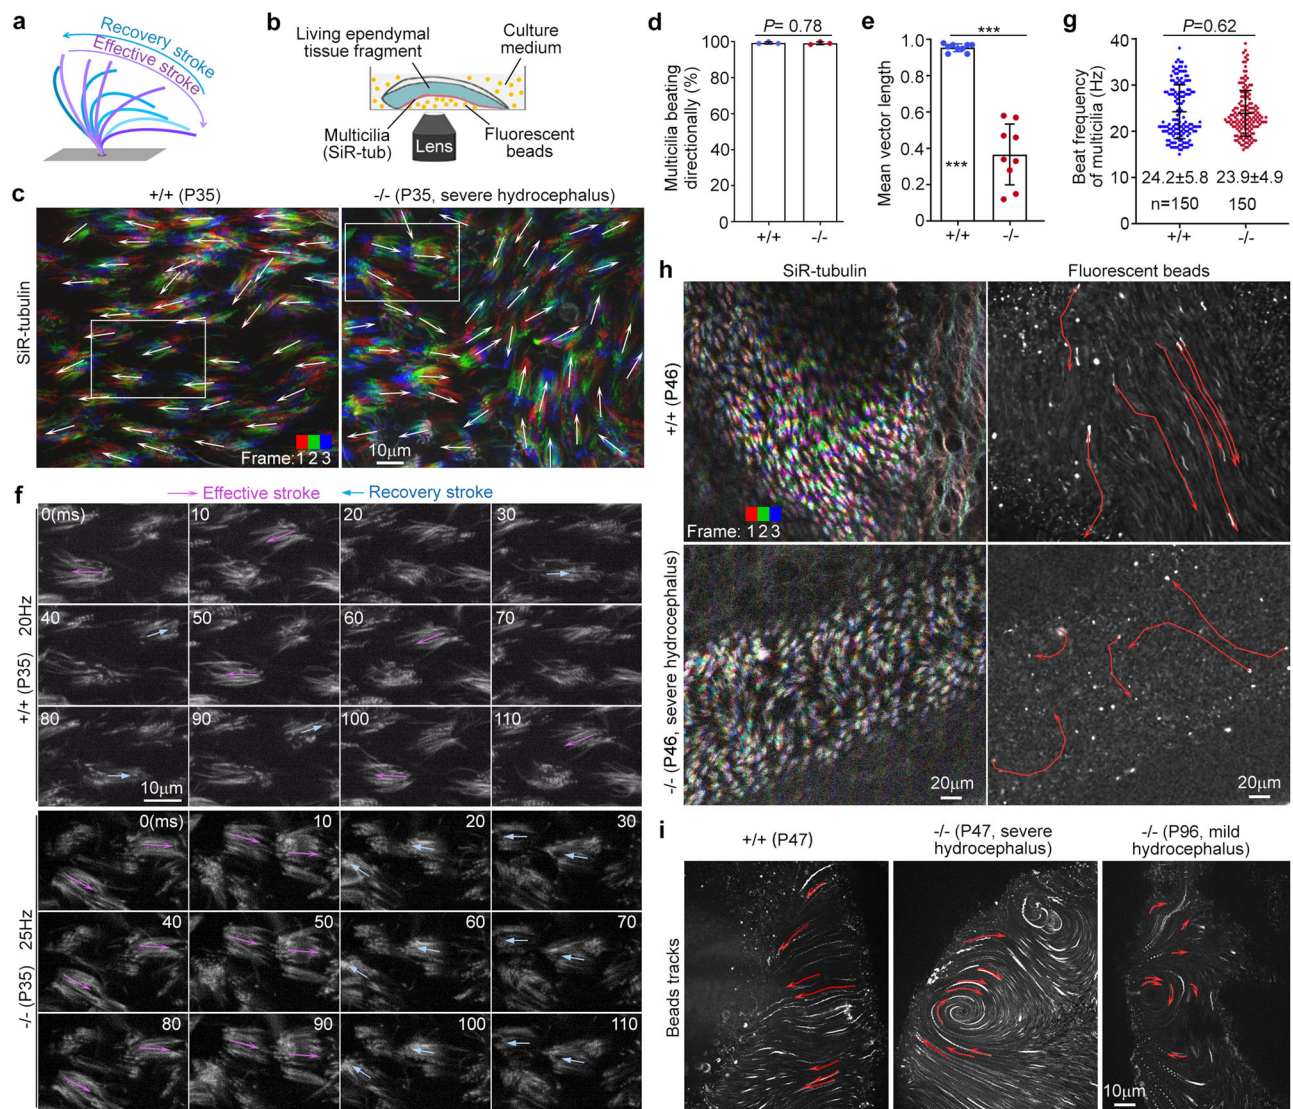 a
Recovery stroke
Effective stroke
b
Living ependymal
tissue fragment
Culture
medium
Multicilia
(SiR-tub)
Lens
Fluorescent
beads
c
+/+ (P35)
-/- (P35, severe hydrocephalus)
SiR-tubulin
Frame:123
10μm
d
P= 0.78
Multicilia beating
directionally (%)
100
80
60
40
20
0
+/+
-/-
e
***
Mean vector length
1.0
0.8
0.6
0.4
0.2
0
***
+/+
-/-
g
P=0.62
Beat frequency
of multicilia (Hz)
40
30
20
10
0
24.2±5.8
23.9±4.9
n=150
150
+/+
-/-
f
Effective stroke
Recovery stroke
+/+ (P35) 20Hz
0(ms)
10
20
30
40
50
60
70
80
90
100
110
10μm
-/- (P35) 25Hz
0(ms)
10
20
30
40
50
60
70
80
90
100
110
h
SiR-tubulin
Fluorescent beads
+/+ (P46)
Frame: 123
-/- (P46, severe hydrocephalus)
20μm
20μm
i
+/+ (P47)
-/- (P47, severe
hydrocephalus)
-/- (P96, mild
hydrocephalus)
Beads tracks
10μm